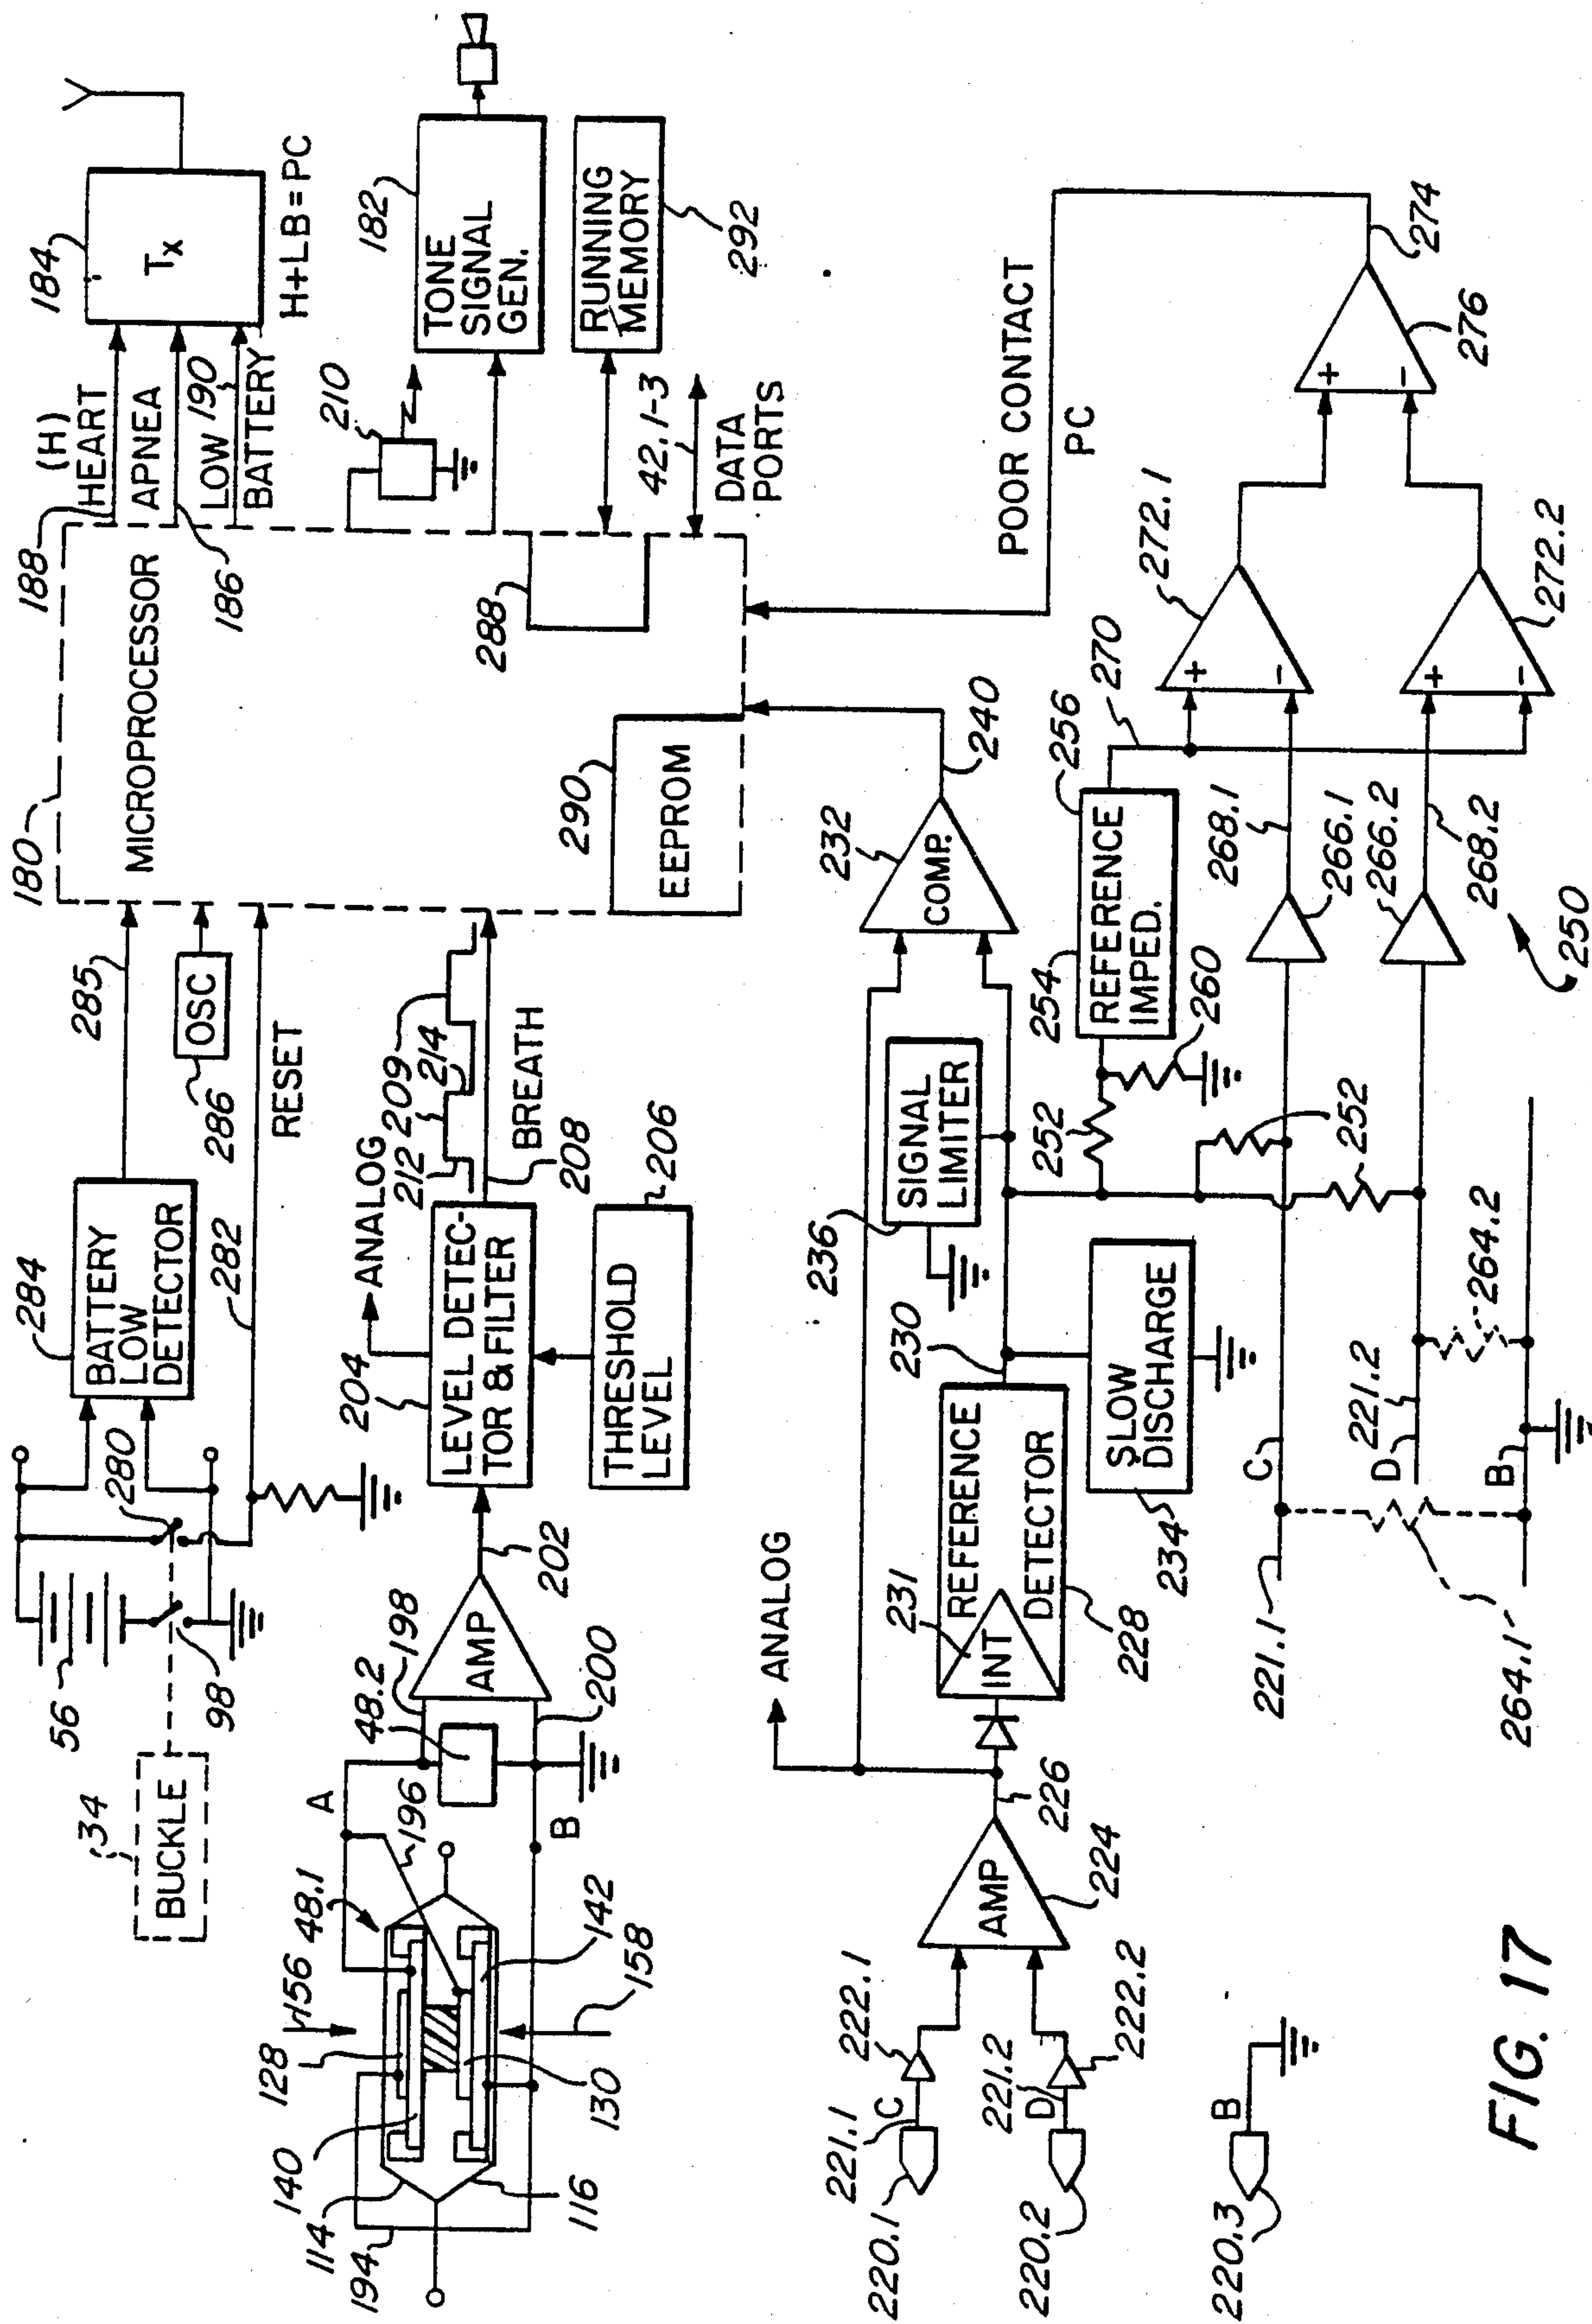 34
BUCKLE
56
98
280
284
BATTERY
LOW
DETECTOR
285
286
OSC
282
RESET
180
MICROPROCESSOR
188
(H)
HEART
APNEA
186
LOW 190
BATTERY
184
Tx
H+LB=PC
156
128
140
114
194
116
130
158
142
48.1
A
196
B
48.2
198
AMP
200
202
204
ANALOG
LEVEL DETEC-
TOR & FILTER
THRESHOLD
LEVEL
206
212
209
214
BREATH
208
210
182
TONE
SIGNAL
GEN.
RUNNING
MEMORY
292
288
42.1-3
DATA
PORTS
290
EEPROM
240
232
COMP.
ANALOG
220.1
221.1
C
222.1
220.2
221.2
D
222.2
220.3
B
AMP
224
226
231
INT
REFERENCE
DETECTOR
228
230
236
SIGNAL
LIMITER
SLOW
DISCHARGE
234
252
254
REFERENCE
IMPED.
256
260
252
270
POOR CONTACT
PC
221.1
C
D
221.2
B
264.1
264.2
268.1
266.1
266.2
268.2
272.1
+
-
272.2
+
-
+
-
276
274
250
FIG. 17